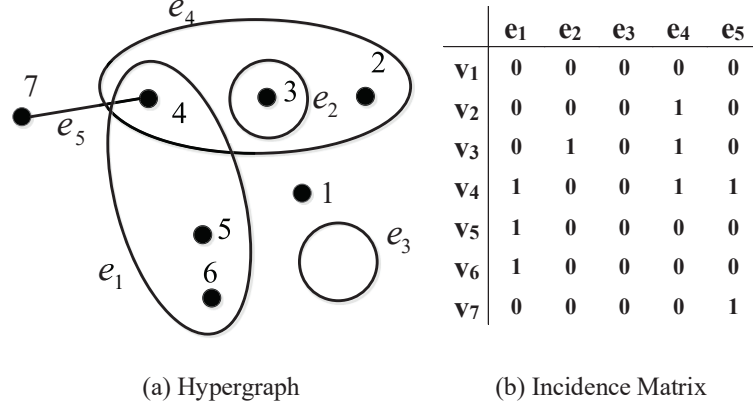 e4
7
4
3
2
e2
e5
1
5
e3
e1
6
(a) Hypergraph
e1 e2 e3 e4 e5
v1 0 0 0 0 0
v2 0 0 0 1 0
v3 0 1 0 1 0
v4 1 0 0 1 1
v5 1 0 0 0 0
v6 1 0 0 0 0
v7 0 0 0 0 1
(b) Incidence Matrix